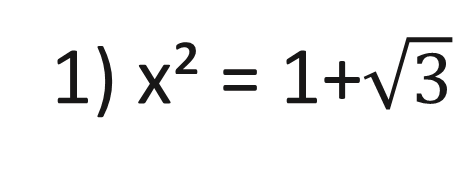 1) x² = 1+√3